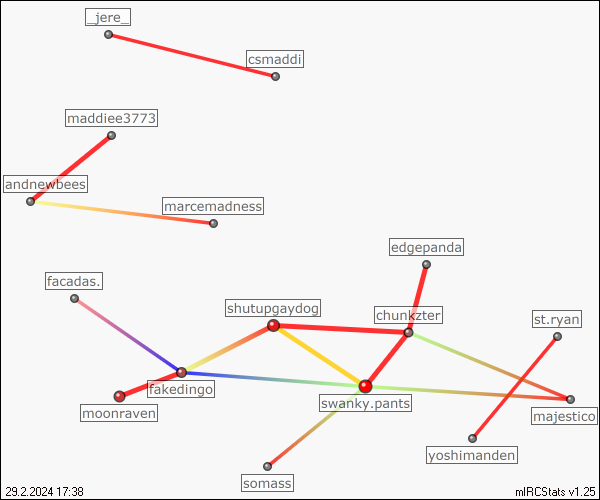 _jere_
csmaddi
maddiee3773
andnewbees
marcemadness
edgepanda
facadas.
shutupgaydog
chunkzter
st.ryan
fakedingo
moonraven
swanky.pants
majestico
yoshimanden
somass
29.2.2024 17:38
mIRCStats v1.25